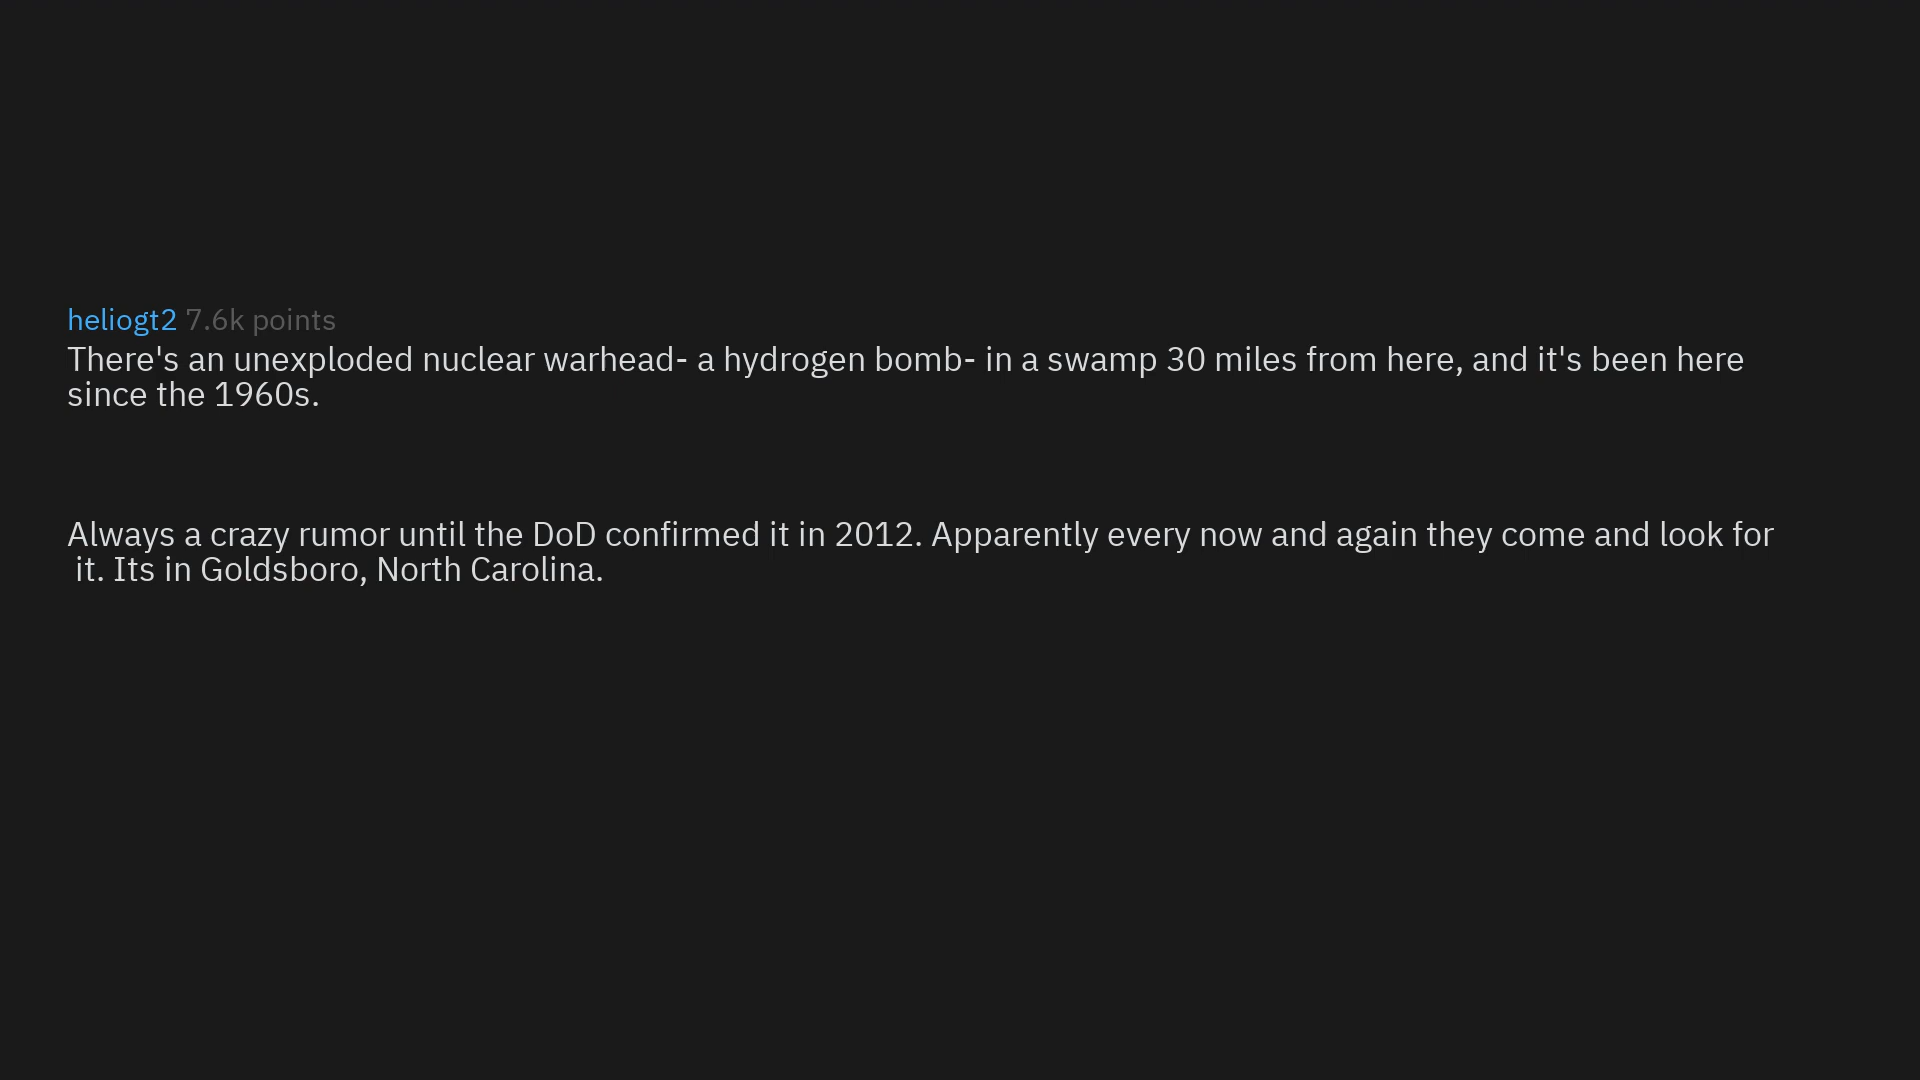 heliogt2 7.6k points
There's an unexploded nuclear warhead- a hydrogen bomb- in a swamp 30 miles from here, and it's been here
since the 1960s.
Always a crazy rumor until the DoD confirmed it in 2012. Apparently every now and again they come and look for
it. Its in Goldsboro, North Carolina.